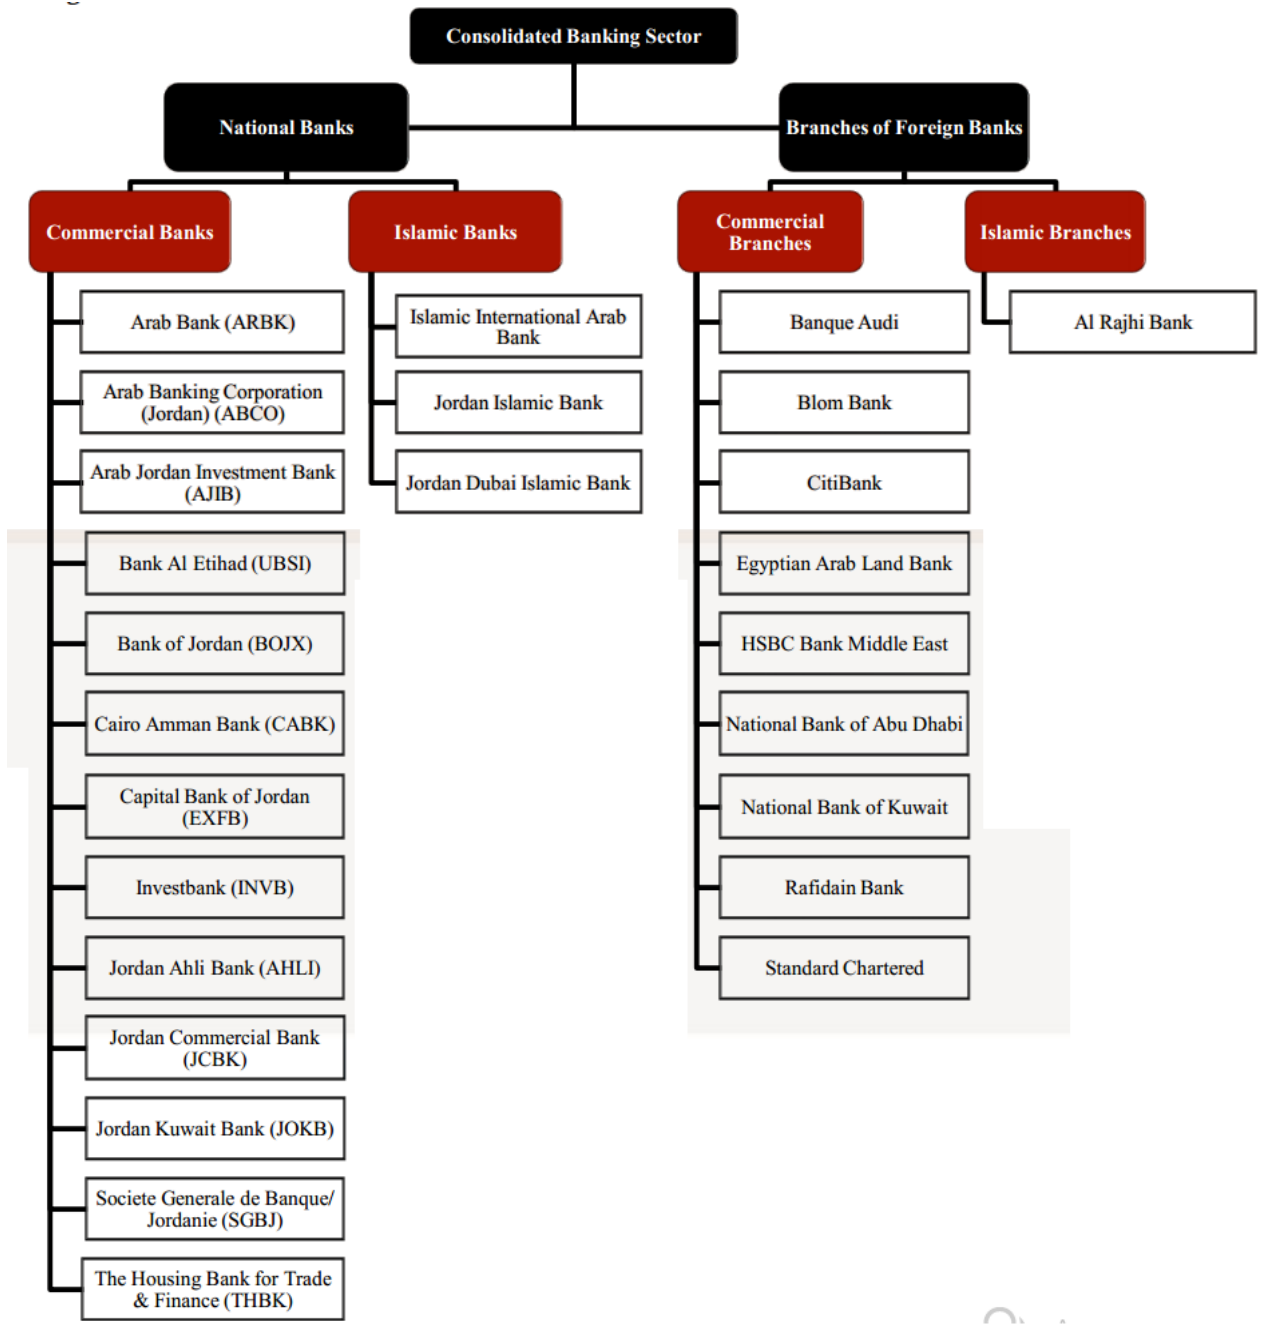 Consolidated Banking Sector
National Banks
Branches of Foreign Banks
Commercial Banks
Islamic Banks
Commercial
Branches
Islamic Branches
Arab Bank (ARBK)
Arab Banking Corporation
(Jordan) (ABCO)
Arab Jordan Investment Bank
(AJIB)
Bank Al Etihad (UBSI)
Bank of Jordan (BOJX)
Cairo Amman Bank (CABK)
Capital Bank of Jordan
(EXFB)
Investbank (INVB)
Jordan Ahli Bank (AHLI)
Jordan Commercial Bank
(JCBK)
Jordan Kuwait Bank (JOKB)
Societe Generale de Banque/
Jordanie (SGBJ)
The Housing Bank for Trade
& Finance (THBK)
Islamic International Arab
Bank
Jordan Islamic Bank
Jordan Dubai Islamic Bank
Banque Audi
Blom Bank
CitiBank
Egyptian Arab Land Bank
HSBC Bank Middle East
National Bank of Abu Dhabi
National Bank of Kuwait
Rafidain Bank
Standard Chartered
Al Rajhi Bank